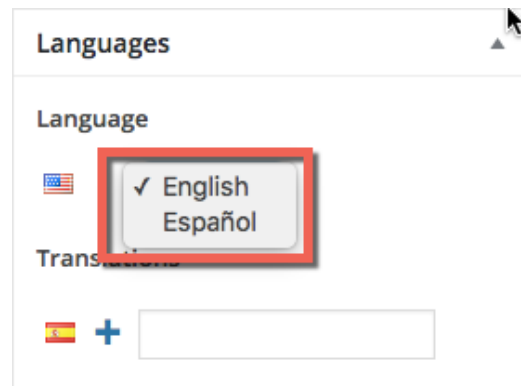 Languages
Language
✓ English
Español
Translations